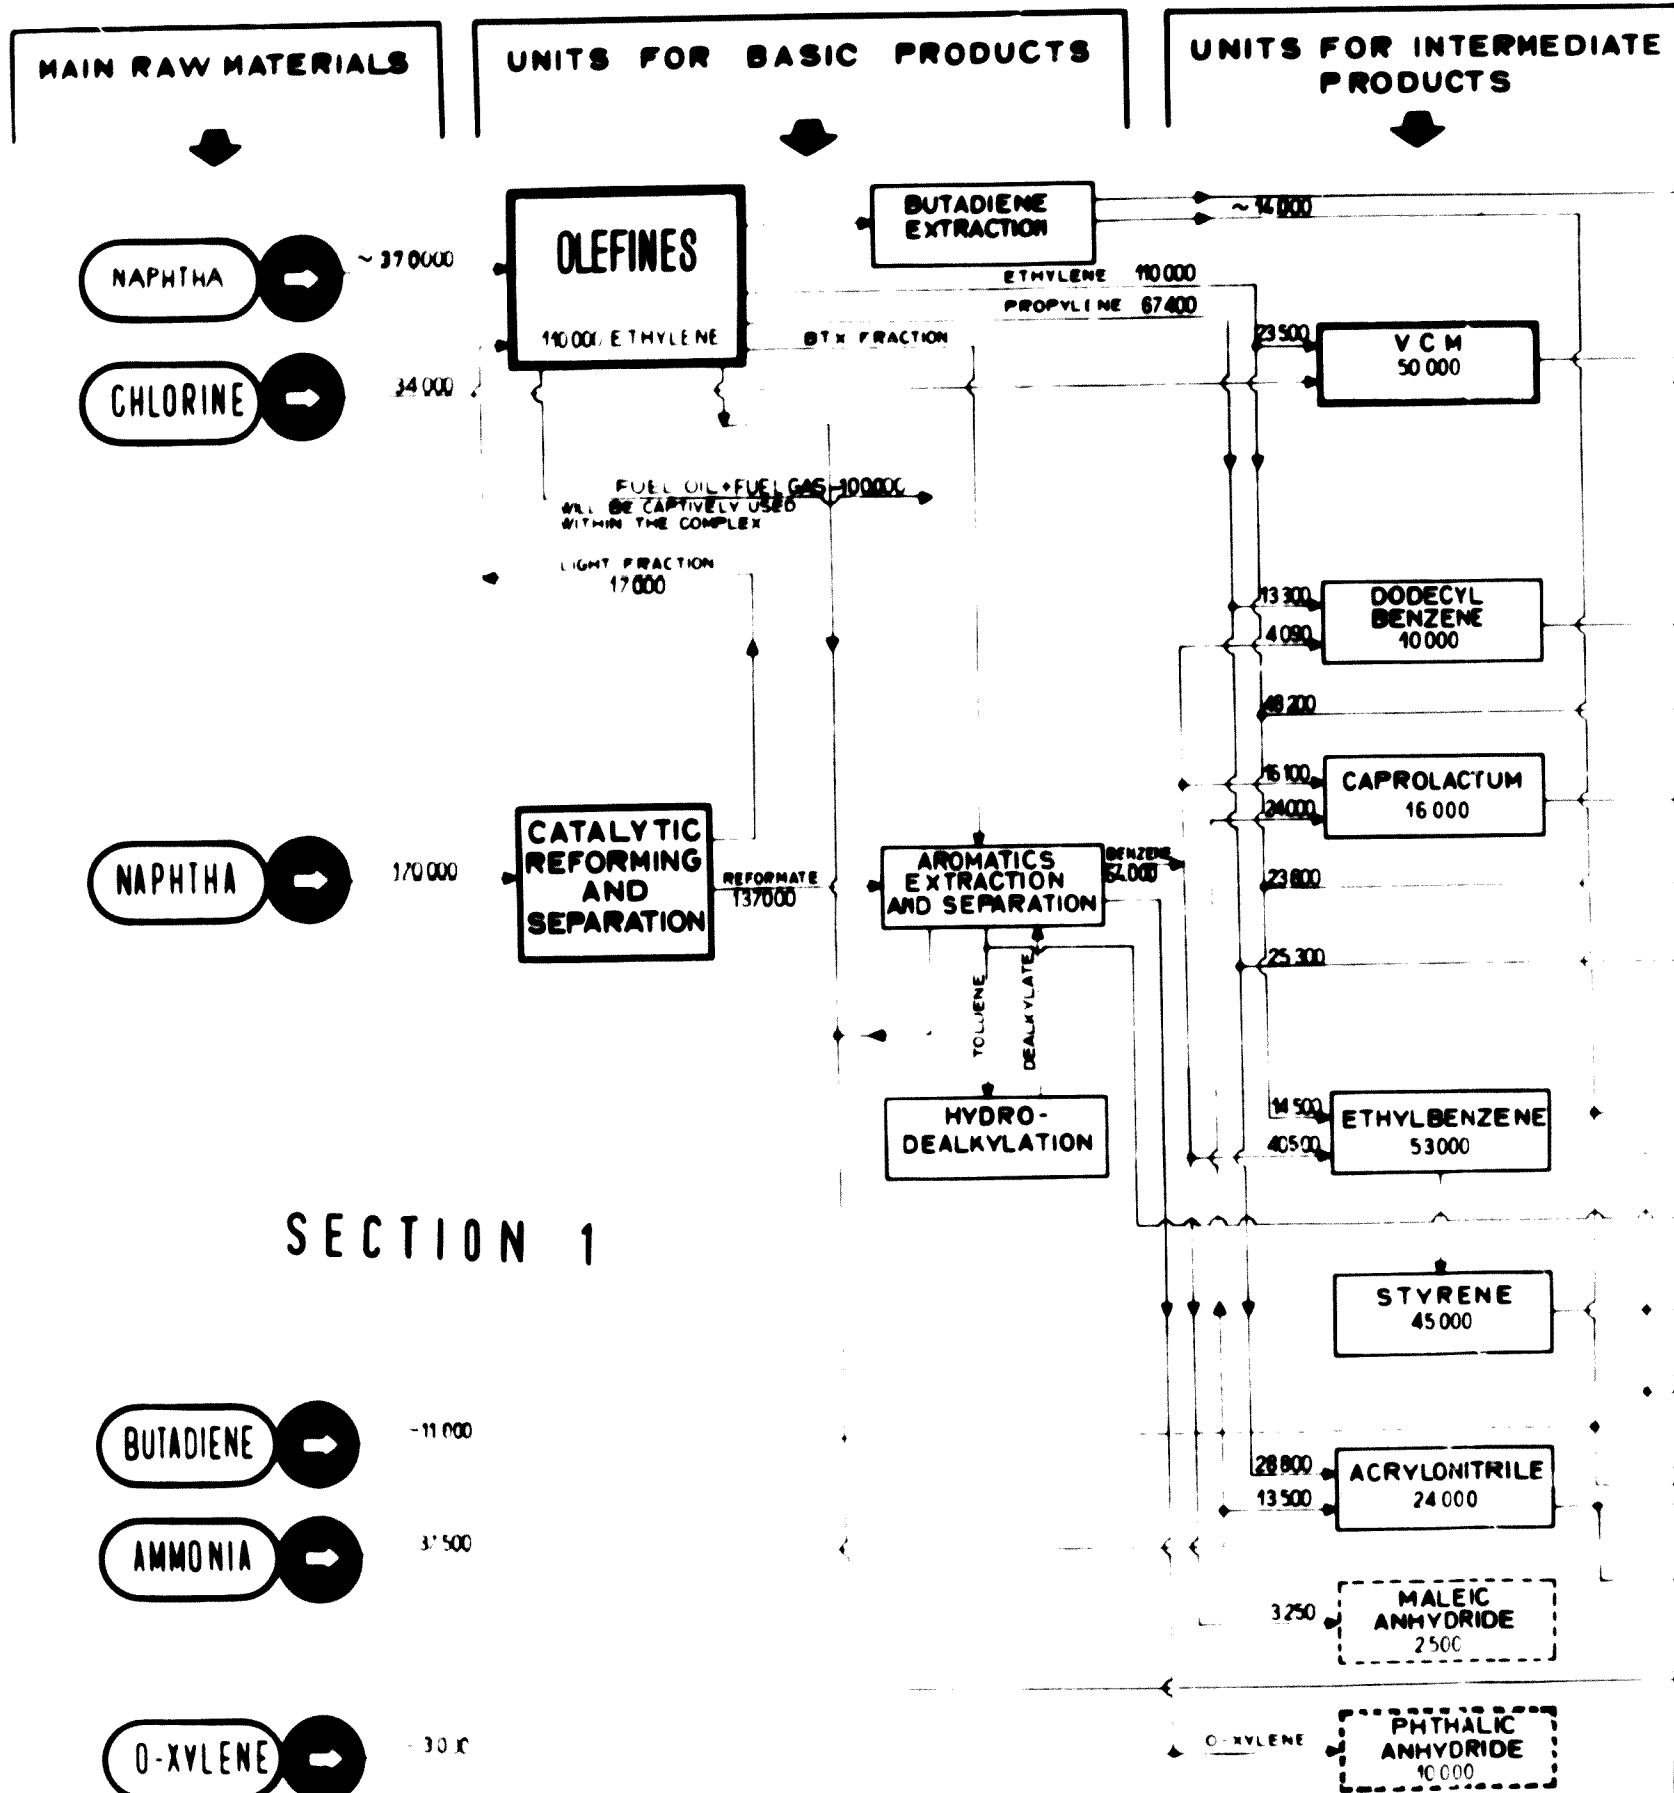 MAIN RAW MATERIALS
UNITS FOR BASIC PRODUCTS
UNITS FOR INTERMEDIATE
PRODUCTS
NAPHTHA
~370000
OLEFINES
110000 ETHYLENE
BUTADIENE
EXTRACTION
~14000
ETHYLENE 110000
PROPYLINE 67400
BTX FRACTION
23500
V C M
50000
CHLORINE
34000
FUEL OIL + FUEL GAS ~100000
WILL BE CAPTIVELY USED
WITHIN THE COMPLEX
LIGHT FRACTION
17000
13300
4090
DODECYL
BENZENE
10000
48200
16100
24000
CAPROLACTUM
16000
NAPHTHA
170000
CATALYTIC
REFORMING
AND
SEPARATION
REFORMATE
137000
AROMATICS
EXTRACTION
AND SEPARATION
BENZENE
64000
23800
25300
TOLUENE
DEALKYLATE
HYDRO-
DEALKYLATION
14500
40500
ETHYLBENZENE
53000
SECTION 1
STYRENE
45000
BUTADIENE
~11000
28800
13500
ACRYLONITRILE
24000
AMMONIA
37500
3250
MALEIC
ANHYDRIDE
2500
O-XYLENE
O-XYLENE
PHTHALIC
ANHYDRIDE
10000